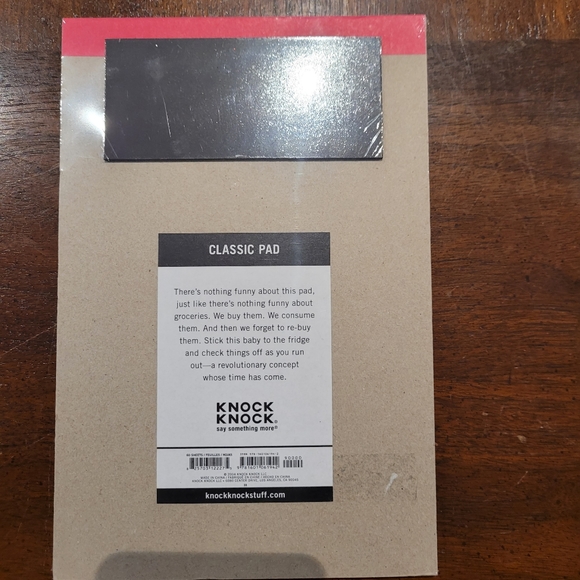 CLASSIC PAD
There's nothing funny about this pad,
just like there's nothing funny about
groceries. We buy them. We consume
them. And then we forget to re-buy
them. Stick this baby to the fridge
and check things off as you run
out—a revolutionary concept
whose time has come.
KNOCK
KNOCK®
say something more®
90000
knockknockstuff.com